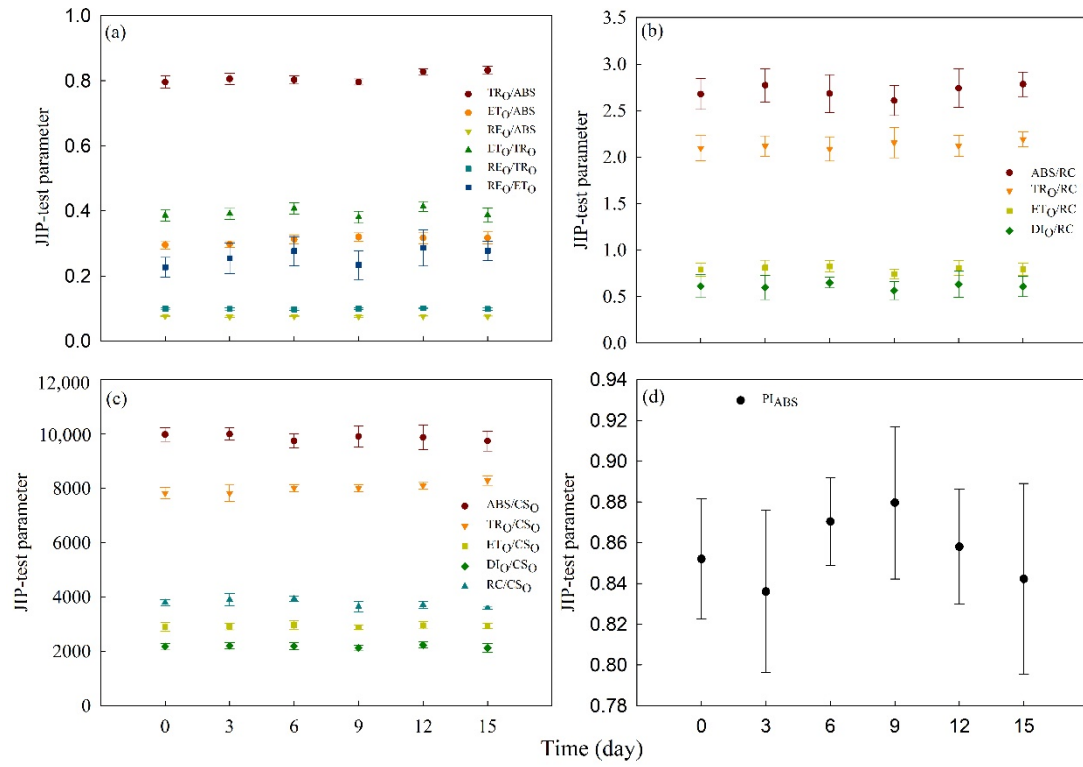 (a)
JIP-test parameter
1.0
0.8
0.6
0.4
0.2
0.0
TRO/ABS
ETO/ABS
REO/ABS
ETO/TRO
REO/TRO
REO/ETO
(b)
JIP-test parameter
3.5
3.0
2.5
2.0
1.5
1.0
0.5
0.0
ABS/RC
TRO/RC
ETO/RC
DIO/RC
(c)
JIP-test parameter
12,000
10,000
8000
6000
4000
2000
0
ABS/CSO
TRO/CSO
ETO/CSO
DIO/CSO
RC/CSO
0 3 6 9 12 15
(d)
JIP-test parameter
0.94
0.92
0.90
0.88
0.86
0.84
0.82
0.80
0.78
PIABS
0 3 6 9 12 15
Time (day)